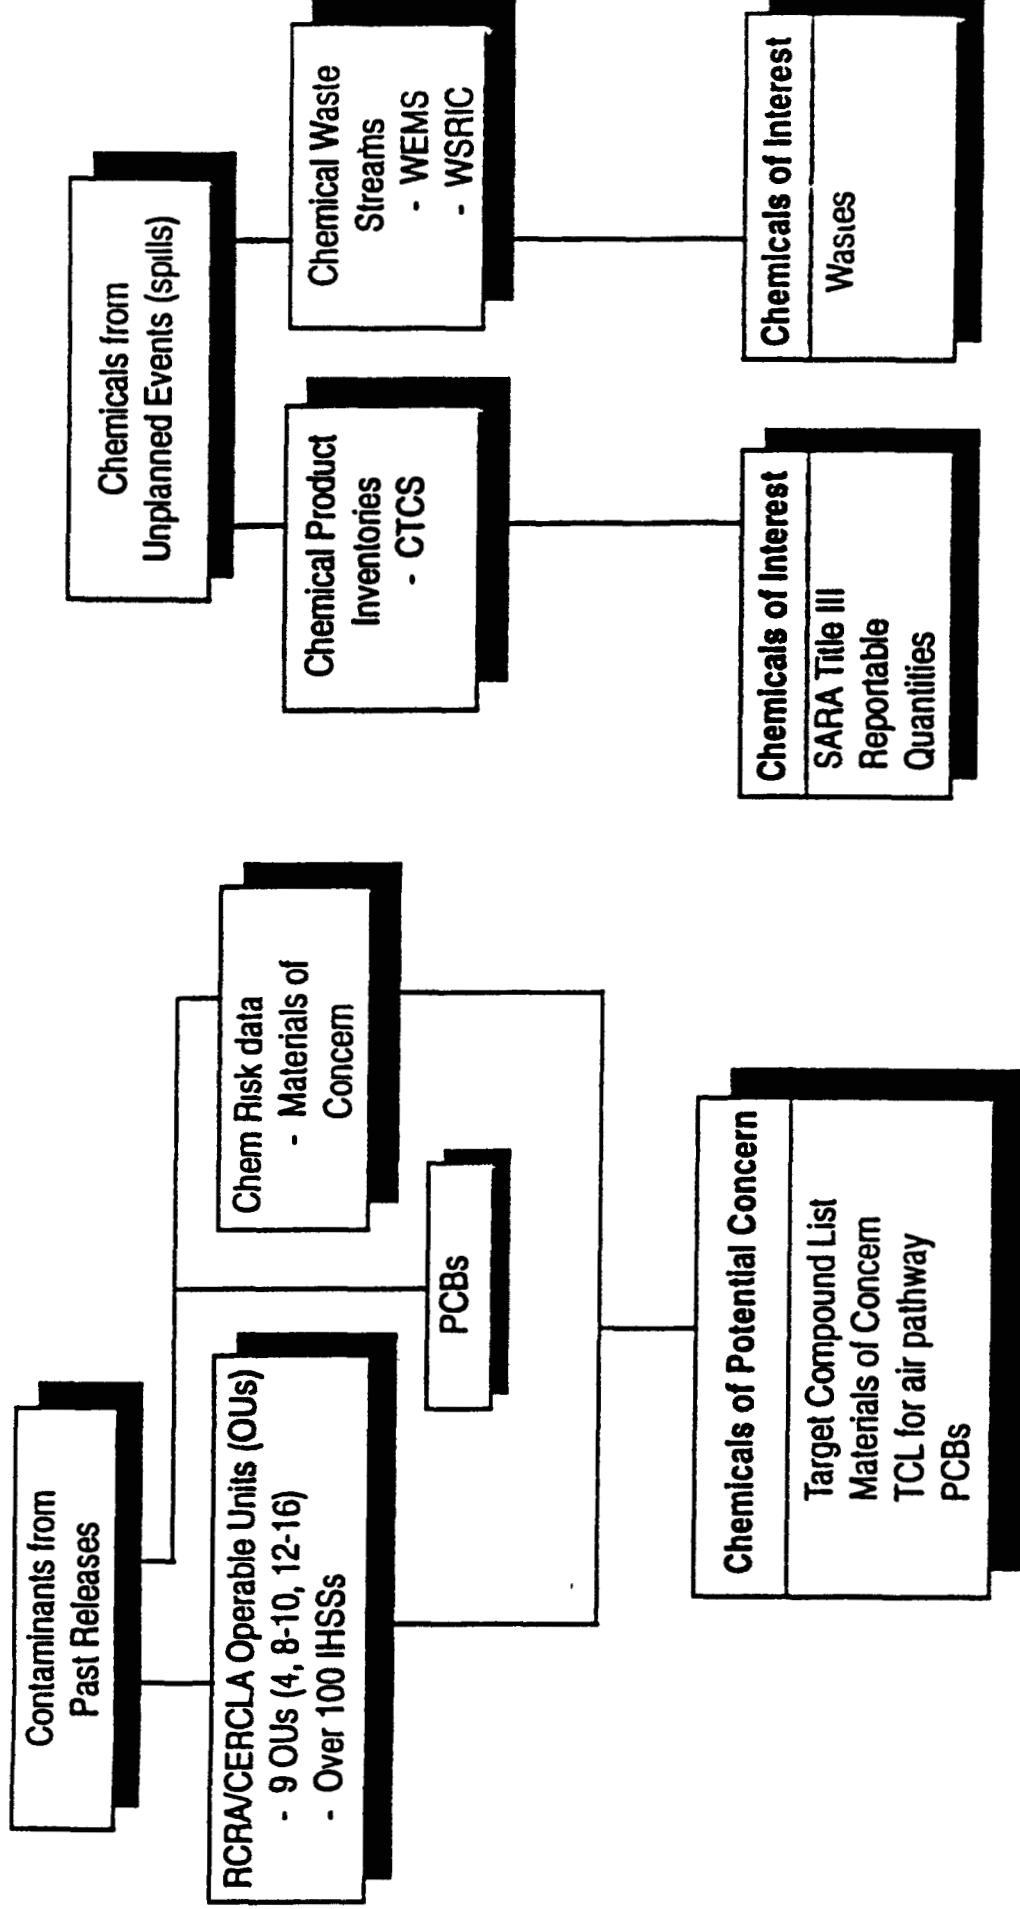 Contaminants from
Past Releases
RCRA/CERCLA Operable Units (OUs)
- 9 OUs (4, 8-10, 12-16)
- Over 100 IHSSs
PCBs
Chem Risk data
- Materials of
Concern
Chemicals of Potential Concern
Target Compound List
Materials of Concern
TCL for air pathway
PCBs
Chemicals from
Unplanned Events (spills)
Chemical Product
Inventories
- CTCS
Chemical Waste
Streams
- WEMS
- WSRIC
Chemicals of Interest
SARA Title III
Reportable
Quantities
Chemicals of Interest
Wastes